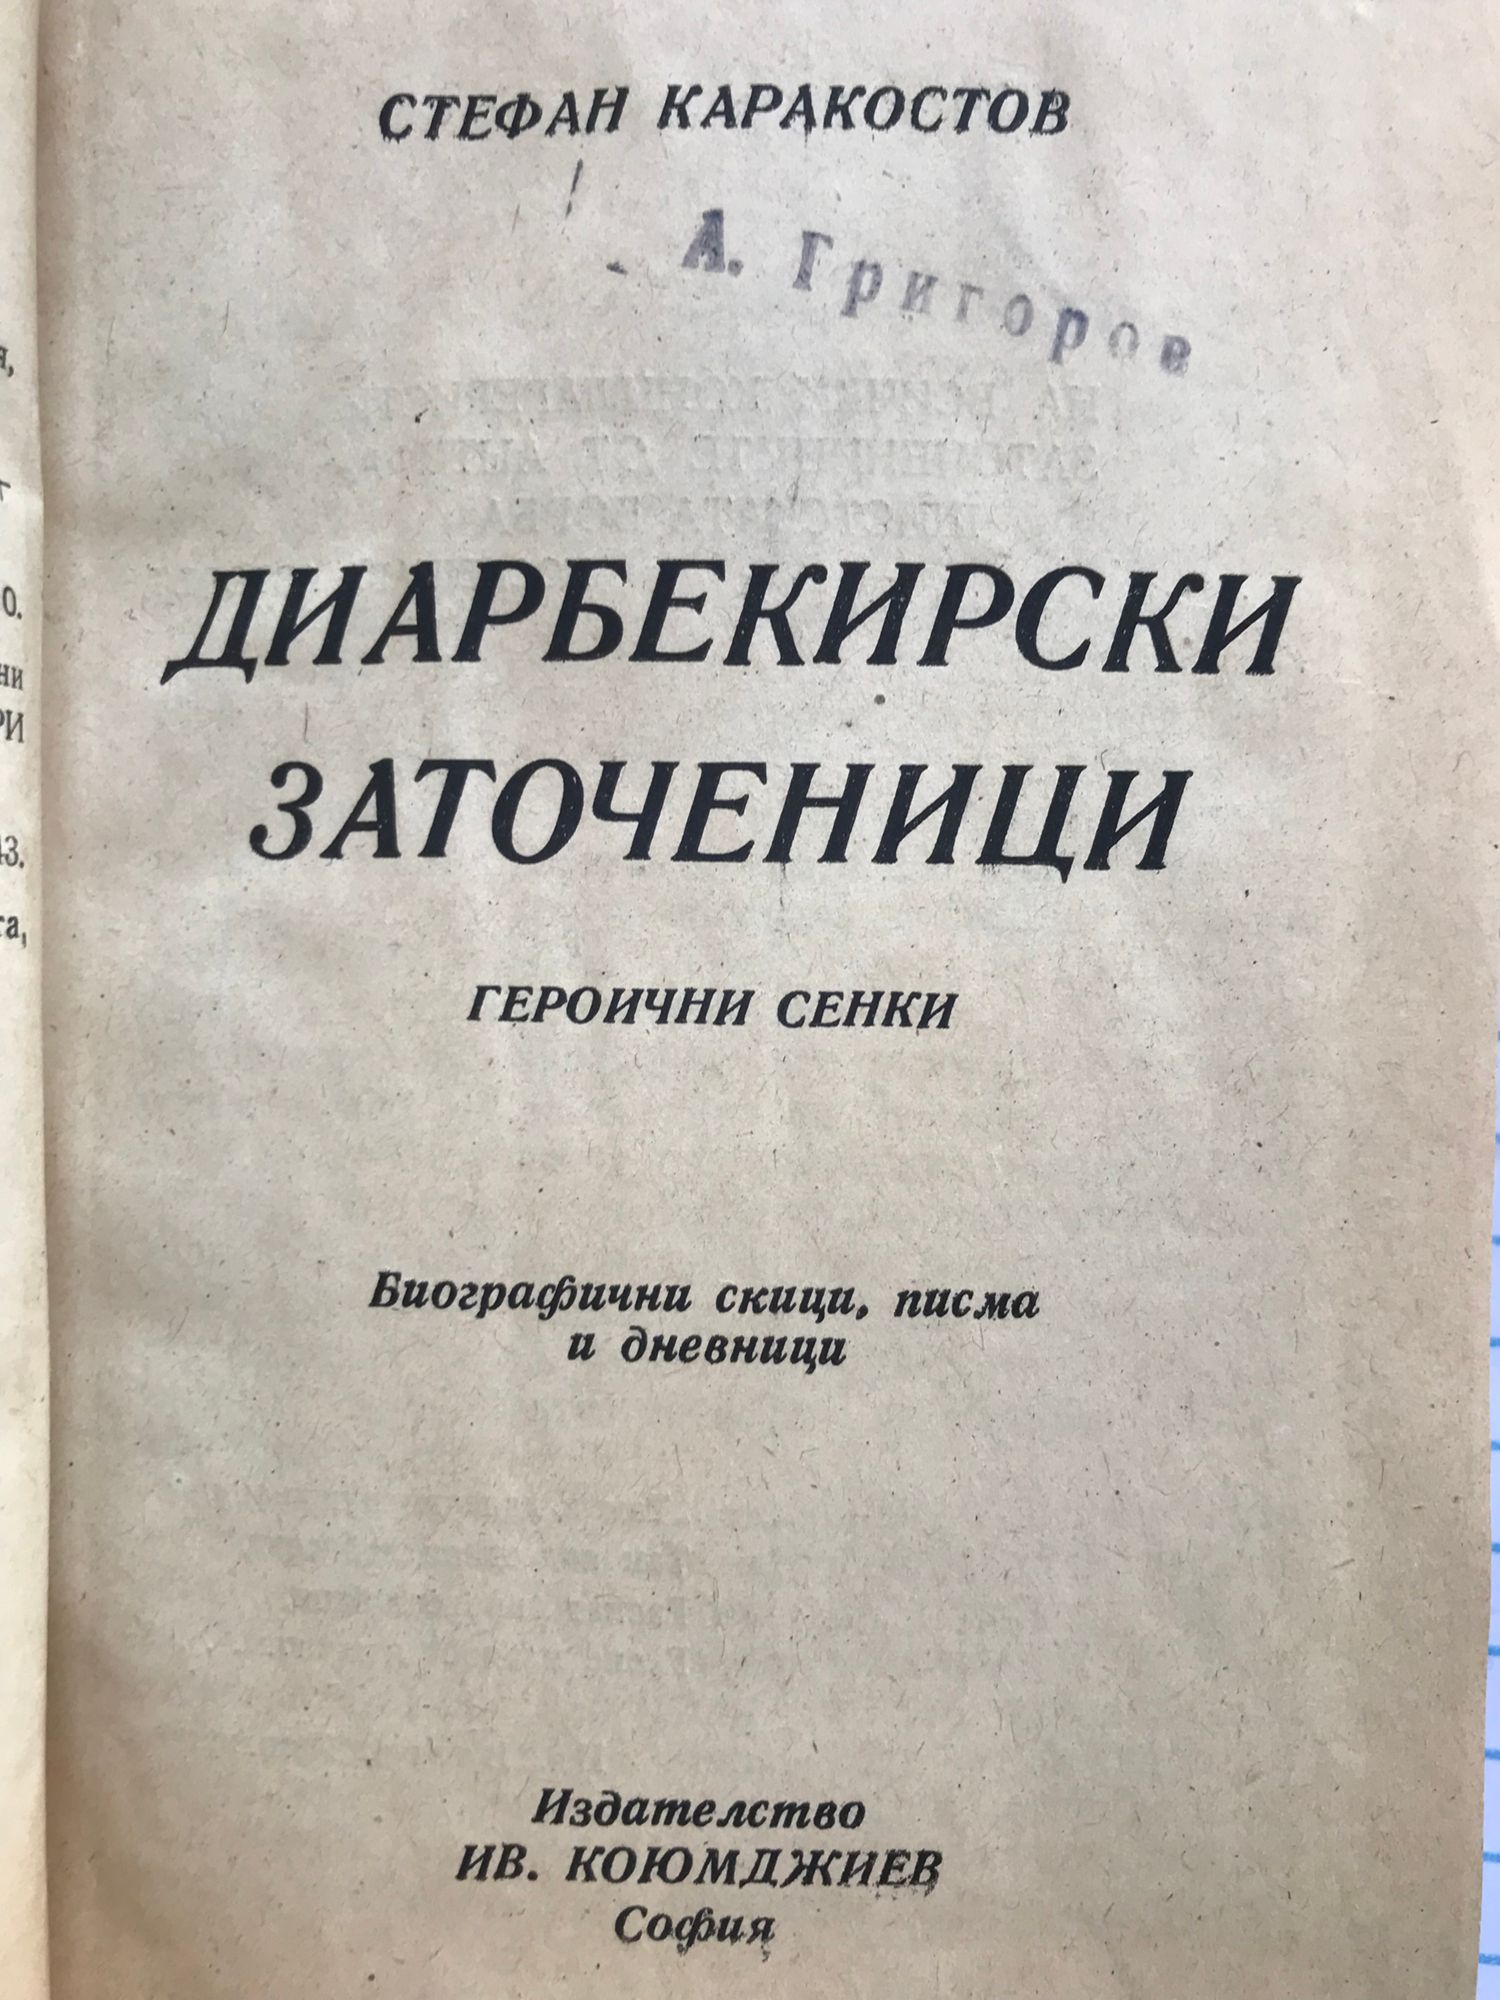 СТЕФАН КАРАКОСТОВ
А. Григоров
ДИАРБЕКИРСКИ
ЗАТОЧЕНИЦИ
ГЕРОИЧНИ СЕНКИ
Биографични скици, писма
и дневници
Издателство
ИВ. КОЮМДЖИЕВ
София